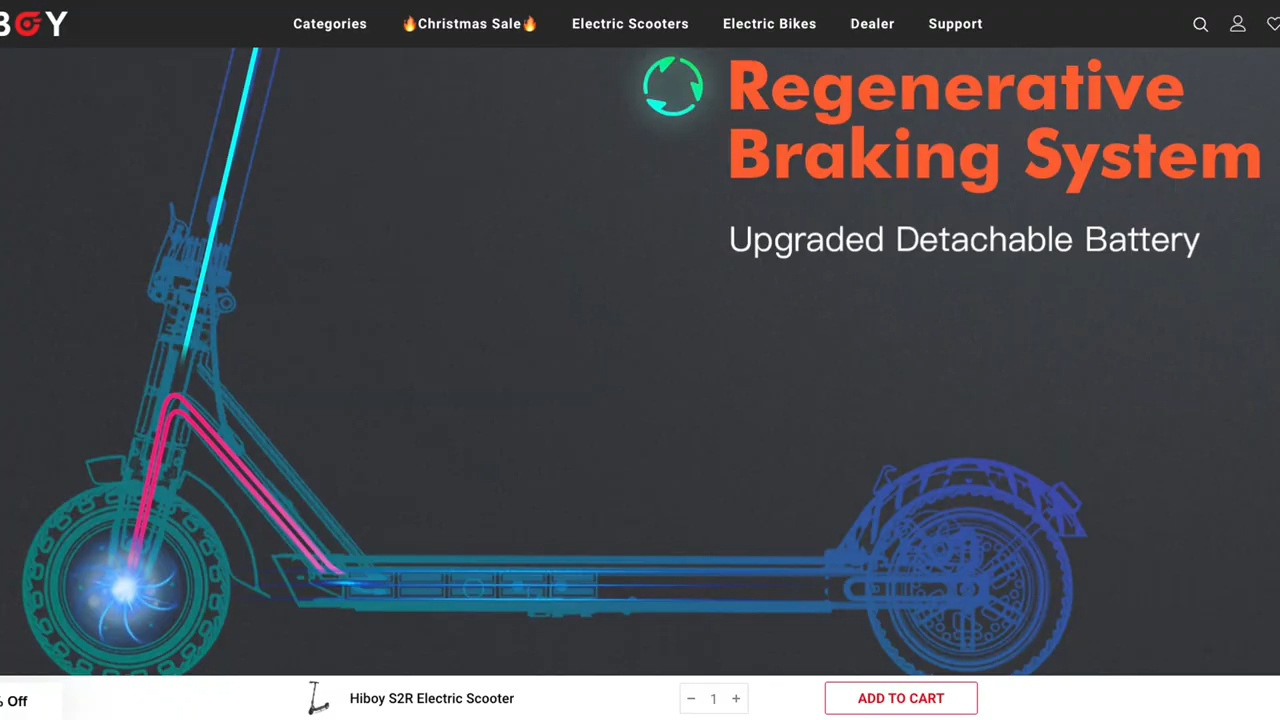 BOY
Categories
🔥Christmas Sale🔥
Electric Scooters
Electric Bikes
Dealer
Support
Regenerative
Braking System
Upgraded Detachable Battery
% Off
Hiboy S2R Electric Scooter
− 1 +
ADD TO CART